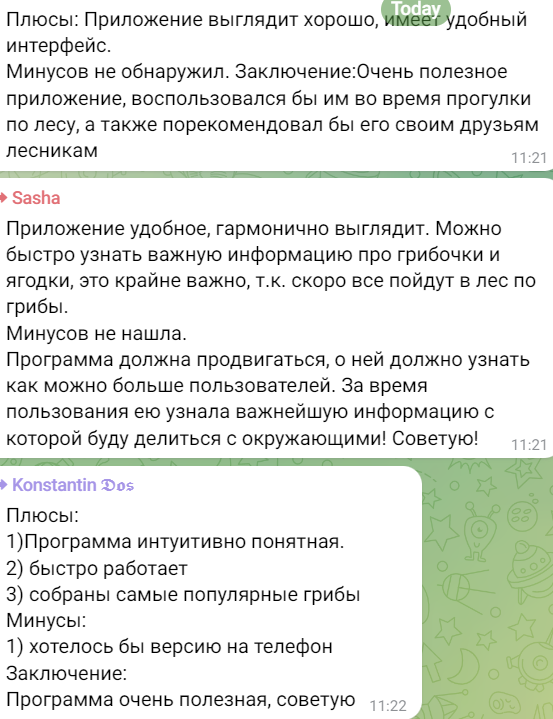 Today
Плюсы: Приложение выглядит хорошо, имеет удобный
интерфейс.
Минусов не обнаружил. Заключение:Очень полезное
приложение, воспользовался бы им во время прогулки
по лесу, а также порекомендовал бы его своим друзьям
лесникам
11:21
Sasha
Приложение удобное, гармонично выглядит. Можно
быстро узнать важную информацию про грибочки и
ягодки, это крайне важно, т.к. скоро все пойдут в лес по
грибы.
Минусов не нашла.
Программа должна продвигаться, о ней должно узнать
как можно больше пользователей. За время
пользования ею узнала важнейшую информацию с
которой буду делиться с окружающими! Советую!
11:21
Konstantin 𝕯𝖔𝖘
Плюсы:
1)Программа интуитивно понятная.
2) быстро работает
3) собраны самые популярные грибы
Минусы:
1) хотелось бы версию на телефон
Заключение:
Программа очень полезная, советую
11:22